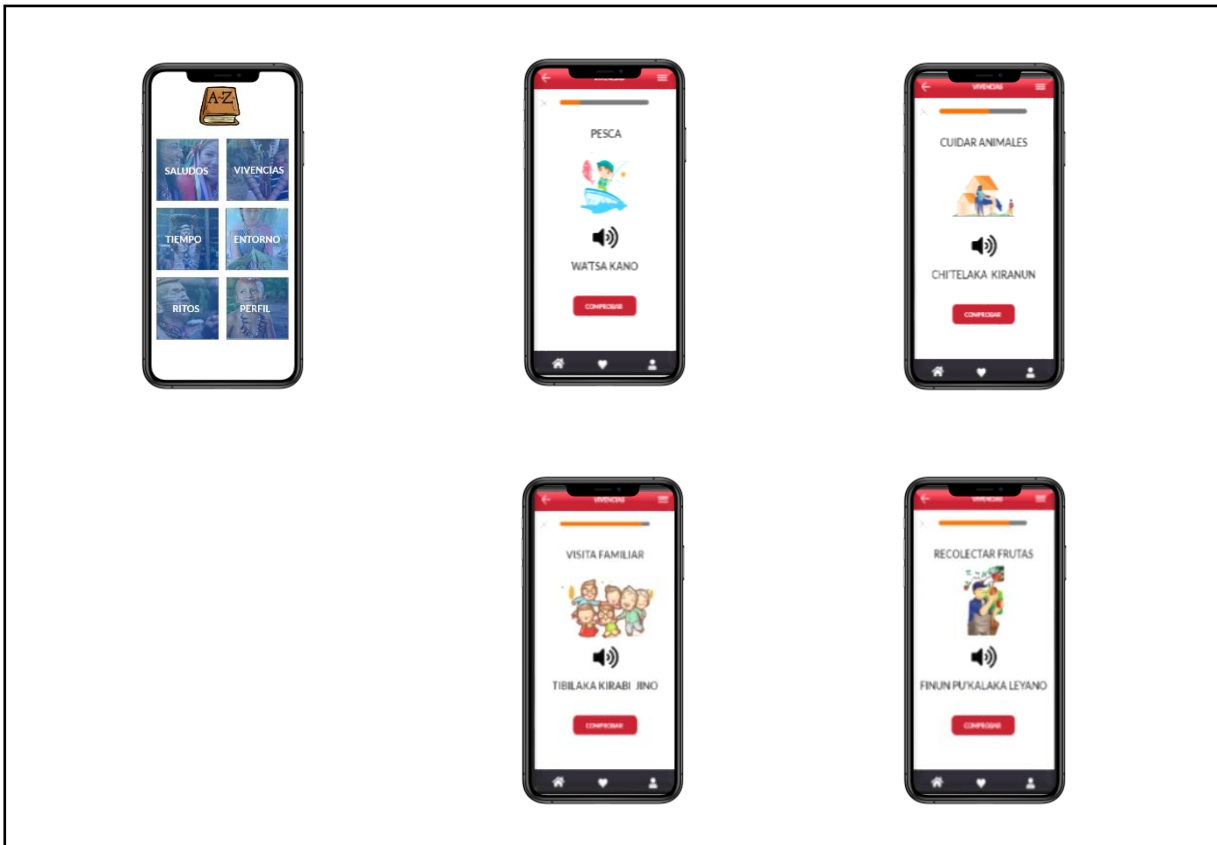 A-Z
SALUDOS
VIVENCIAS
TIEMPO
ENTORNO
RITOS
PERFIL
PESCA
WATSA KANO
COMPROBAR
VIVENCIAS
CUIDAR ANIMALES
CHI'TELAKA KIRANUN
COMPROBAR
VIVENCIAS
VISITA FAMILIAR
TIBILAKA KIRABI JINO
COMPROBAR
VIVENCIAS
RECOLECTAR FRUTAS
FINUN PU'KALAKA LEYANO
COMPROBAR